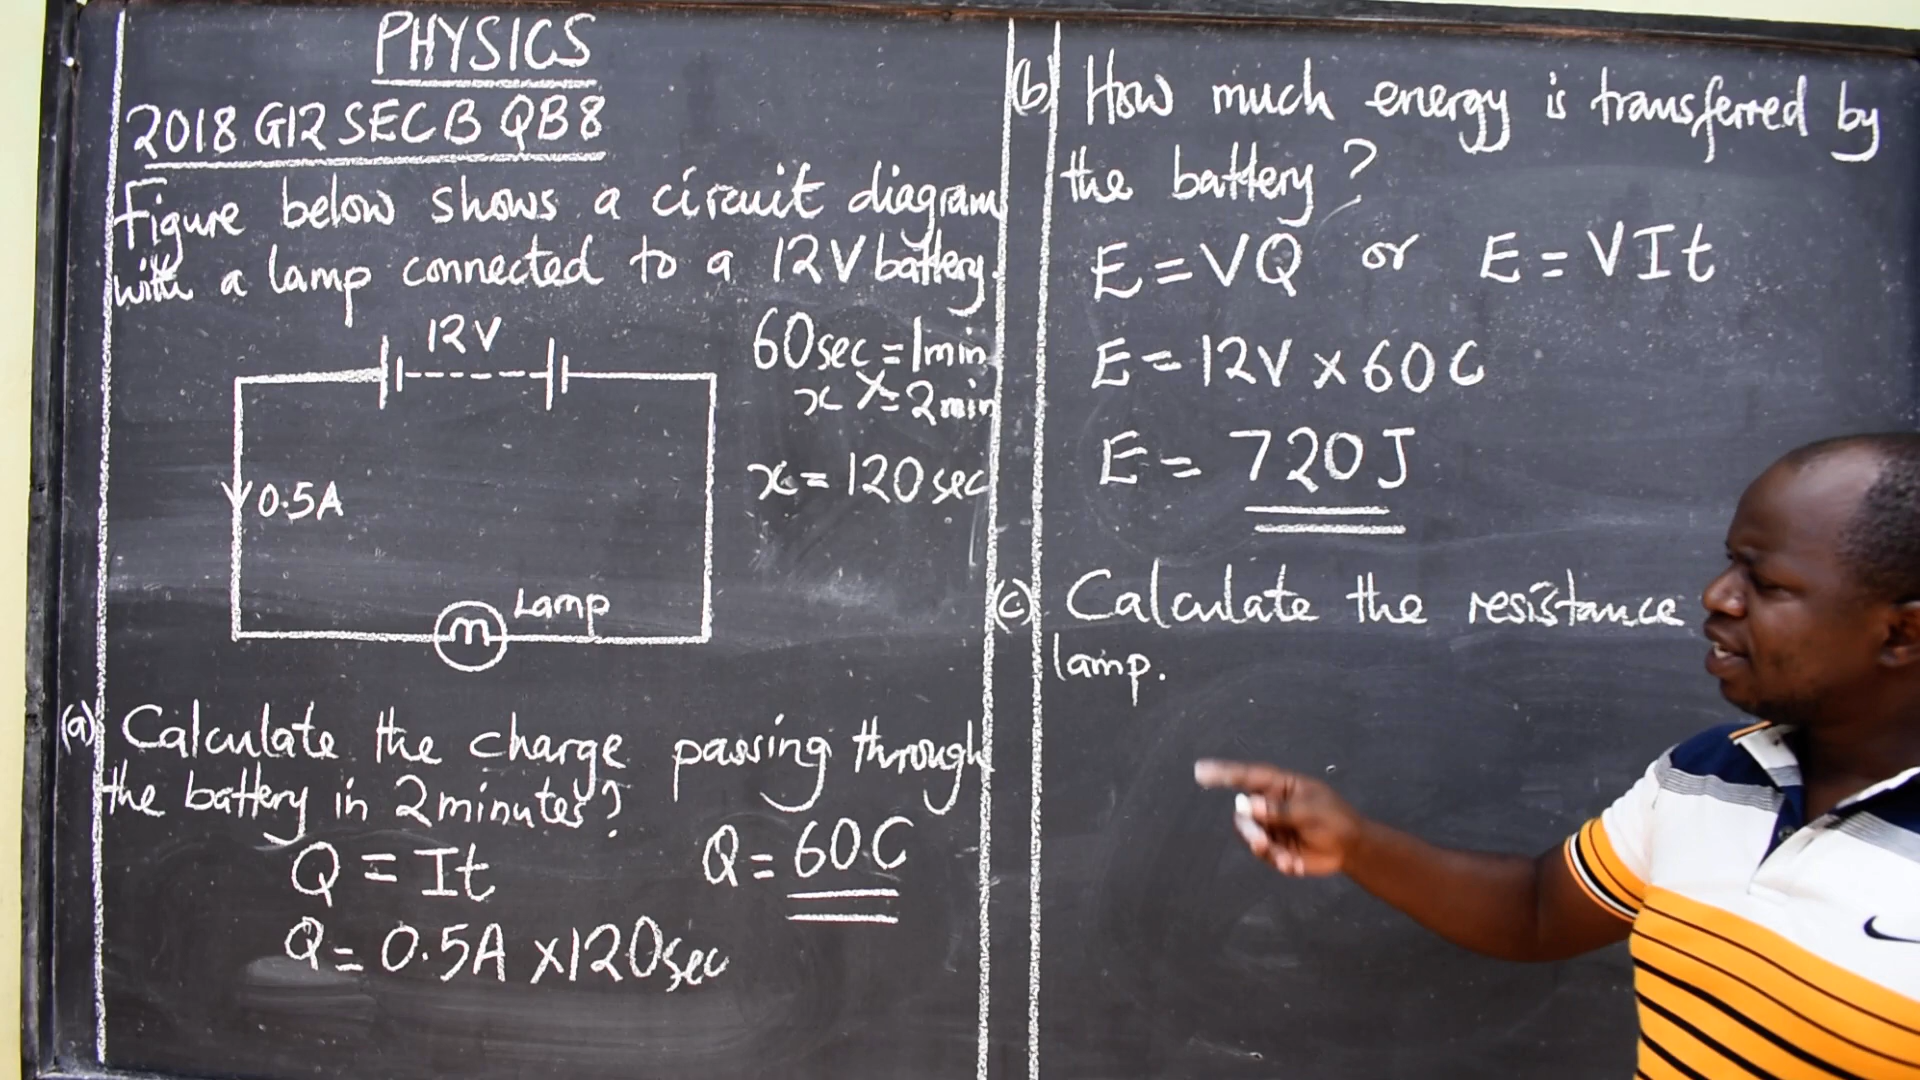 PHYSICS
2018 G12 SEC B QB8
Figure below shows a circuit diagram
with a lamp connected to a 12V battery.
12V
60sec = 1min
x = 2min
x = 120sec
0.5A
Lamp
(a) Calculate the charge passing through
the battery in 2minutes?
Q = It
Q = 60C
Q = 0.5A x120sec
(b) How much energy is transferred by
the battery?
E = VQ or E = VIt
E = 12V x 60C
E = 720J
(c) Calculate the resistance
lamp.